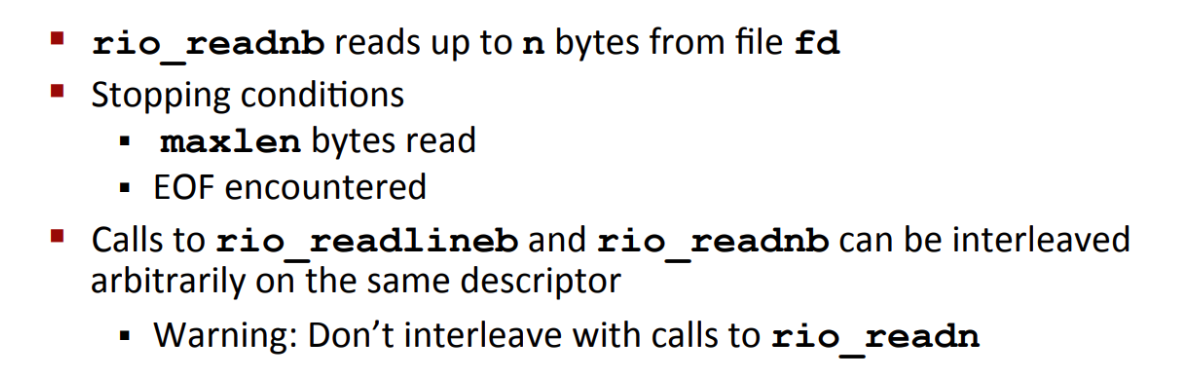 rio_readnb reads up to n bytes from file fd
Stopping conditions
maxlen bytes read
EOF encountered
Calls to rio_readlineb and rio_readnb can be interleaved
arbitrarily on the same descriptor
Warning: Don’t interleave with calls to rio_readn